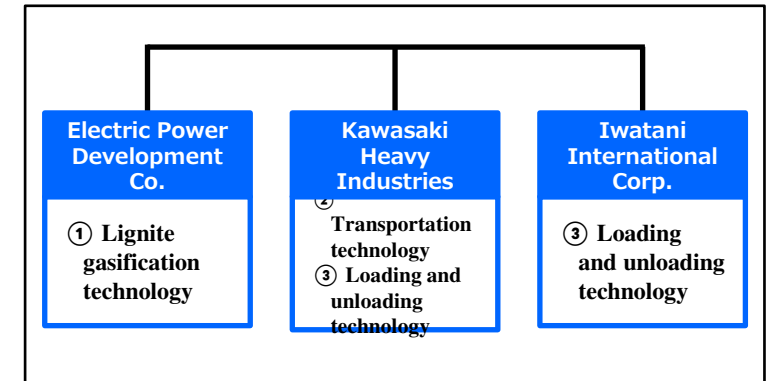 Electric Power
Development
Co.
① Lignite
gasification
technology
Kawasaki
Heavy
Industries
②
Transportation
technology
③ Loading and
unloading
technology
Iwatani
International
Corp.
③ Loading
and unloading
technology